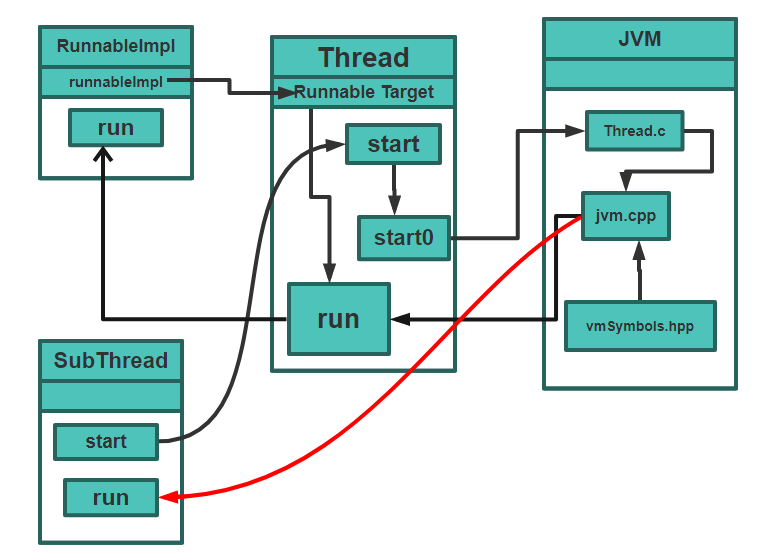 RunnableImpl
runnableImpl
run
Thread
Runnable Target
start
start0
run
JVM
Thread.c
jvm.cpp
vmSymbols.hpp
SubThread
start
run